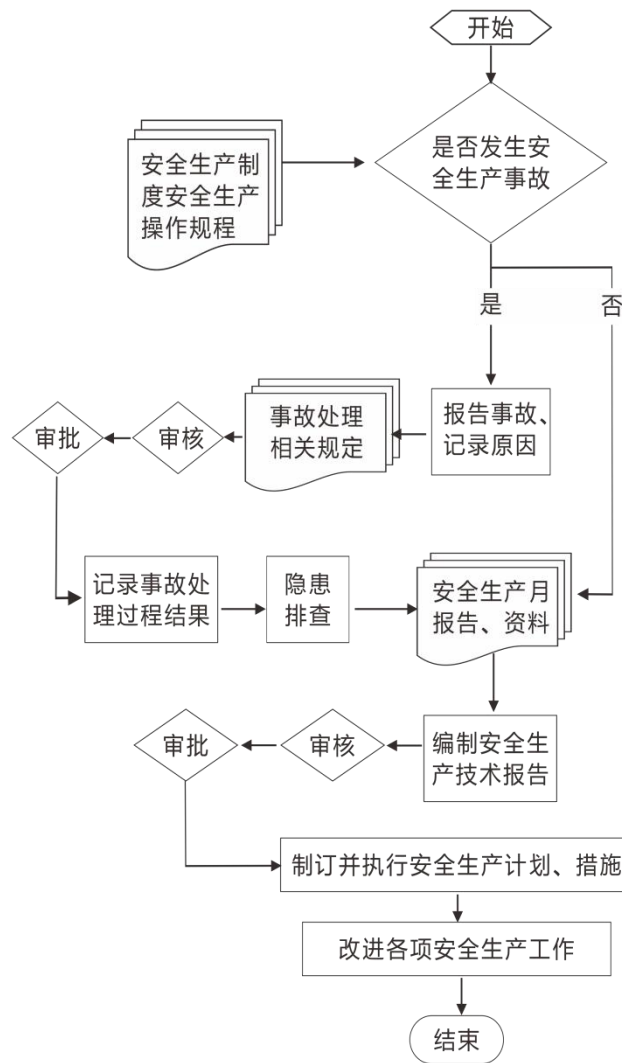 开始
安全生产制
度安全生产
操作规程
是否发生安
全生产事故
是
否
报告事故、
记录原因
事故处理
相关规定
审核
审批
记录事故处
理过程结果
隐患
排查
安全生产月
报告、资料
编制安全生
产技术报告
审核
审批
制订并执行安全生产计划、措施
改进各项安全生产工作
结束